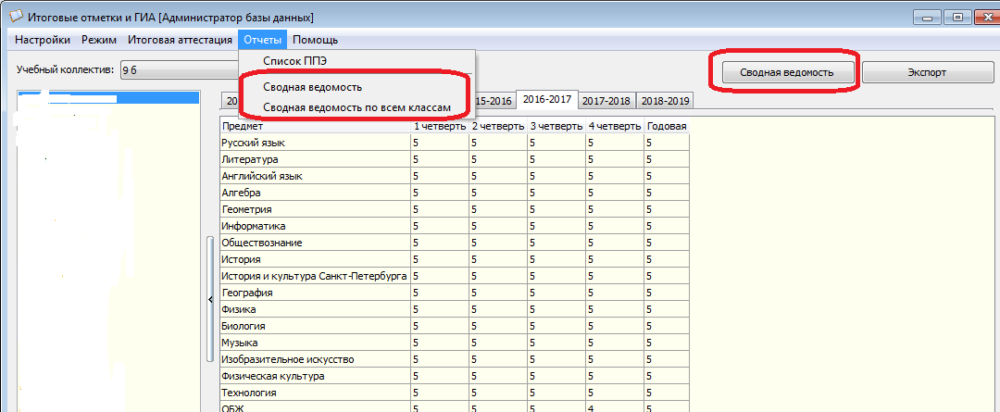 Итоговые отметки и ГИА [Администратор базы данных]
Настройки Режим Итоговая аттестация Отчеты Помощь
Список ППЭ
Сводная ведомость
Сводная ведомость по всем классам
Учебный коллектив: 9 б
Сводная ведомость Экспорт
2016-2017 2017-2018 2018-2019
Предмет 1 четверть 2 четверть 3 четверть 4 четверть Годовая
Русский язык 5 5 5 5 5
Литература 5 5 5 5 5
Английский язык 5 5 5 5 5
Алгебра 5 5 5 5 5
Геометрия 5 5 5 5 5
Информатика 5 5 5 5 5
Обществознание 5 5 5 5 5
История 5 5 5 5 5
История и культура Санкт-Петербурга 5 5 5 5 5
География 5 5 5 5 5
Физика 5 5 5 5 5
Биология 5 5 5 5 5
Музыка 5 5 5 5 5
Изобразительное искусство 5 5 5 5 5
Физическая культура 5 5 5 5 5
Технология 5 5 5 5 5
ОБЖ 5 5 5 4 5